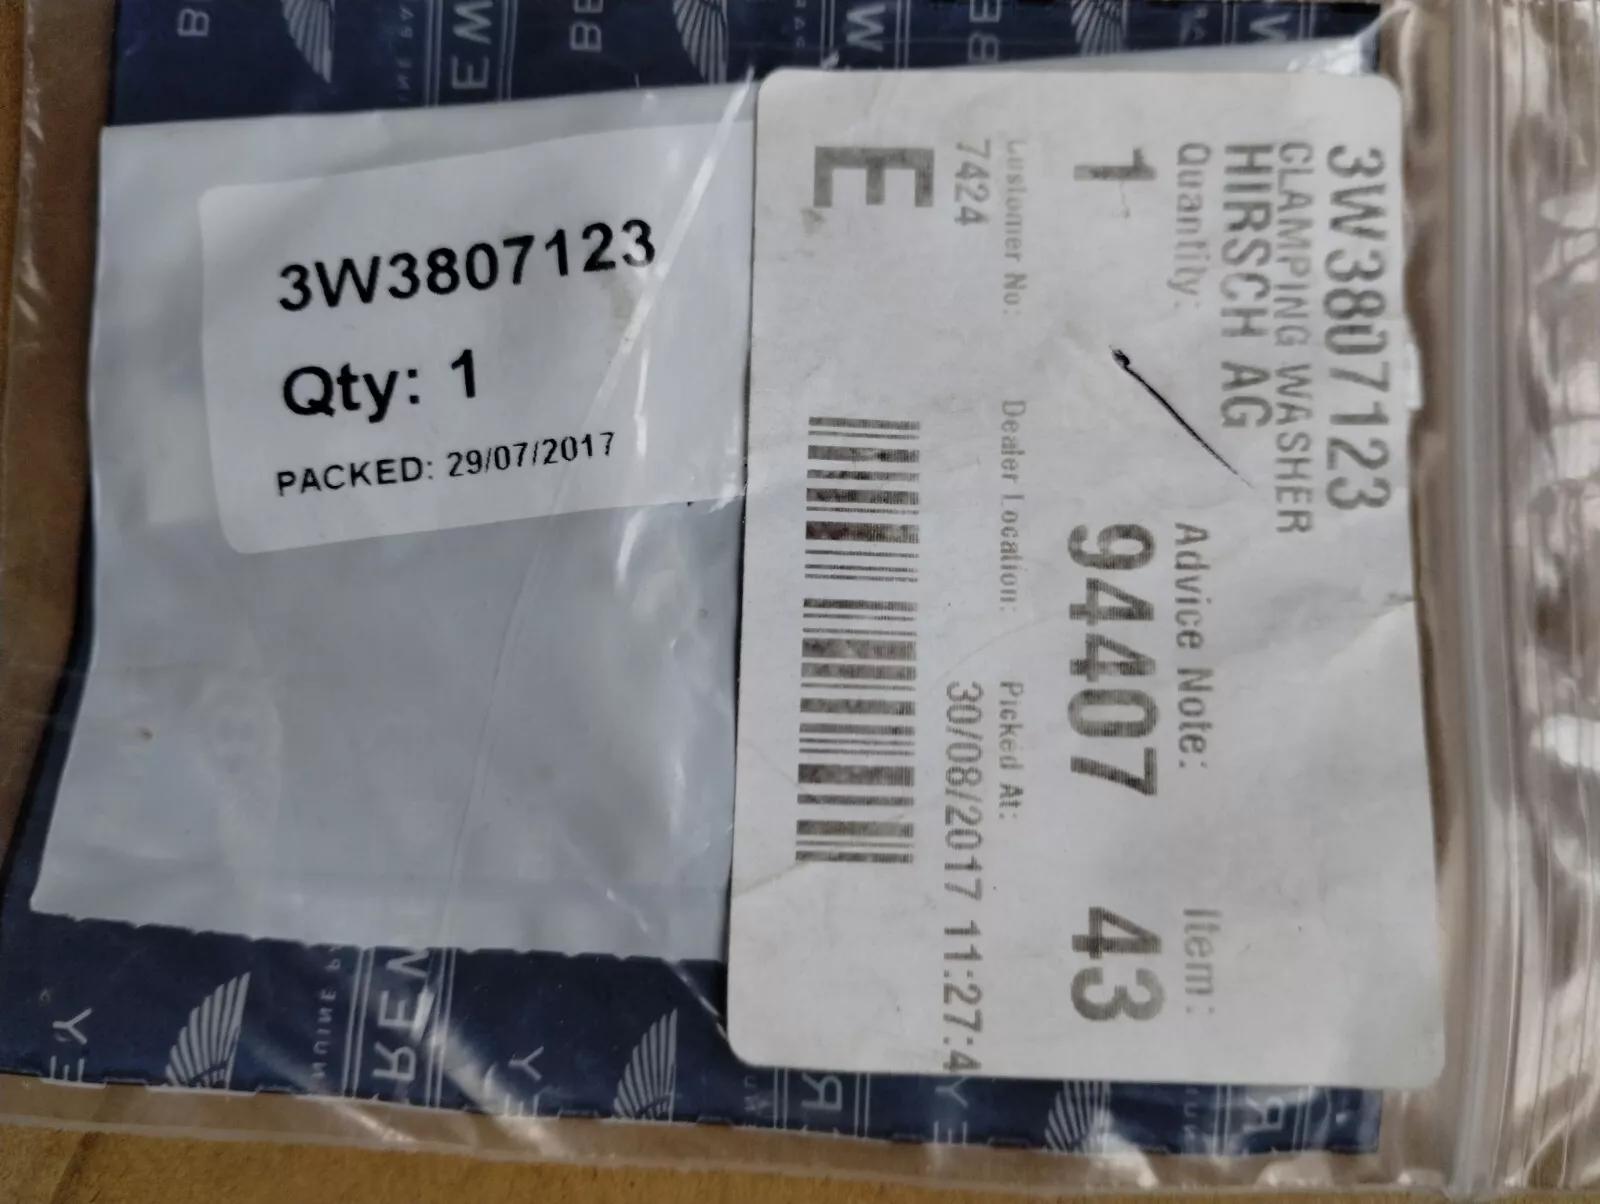 3W3807123
Qty: 1
PACKED: 29/07/2017
3W3807123
CLAMPING WASHER
HIRSCH AG
Quantity: Advice Note: Item:
1 94407 43
Customer No: Dealer Location: Picked At:
7424 30/08/2017 11:27:4
E